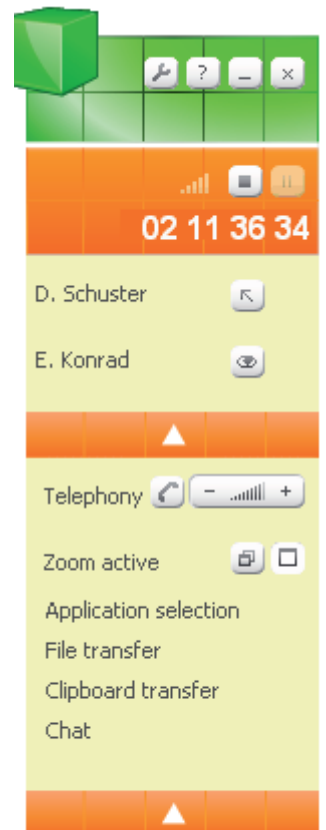 ?
02 11 36 34
D. Schuster
E. Konrad
Telephony - +
Zoom active
Application selection
File transfer
Clipboard transfer
Chat